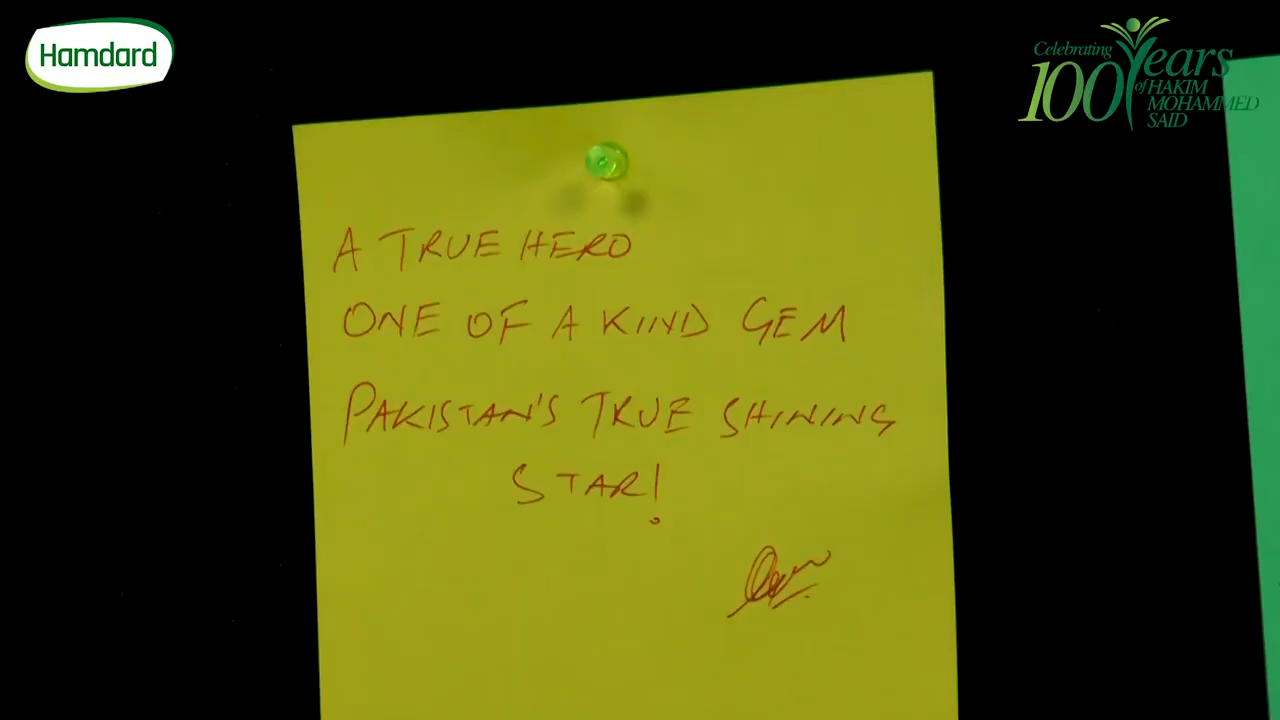 Hamdard
Celebrating
100 Years
of HAKIM
MOHAMMED
SAID
A TRUE HERO
ONE OF A KIND GEM
PAKISTAN'S TRUE SHINING
STAR!